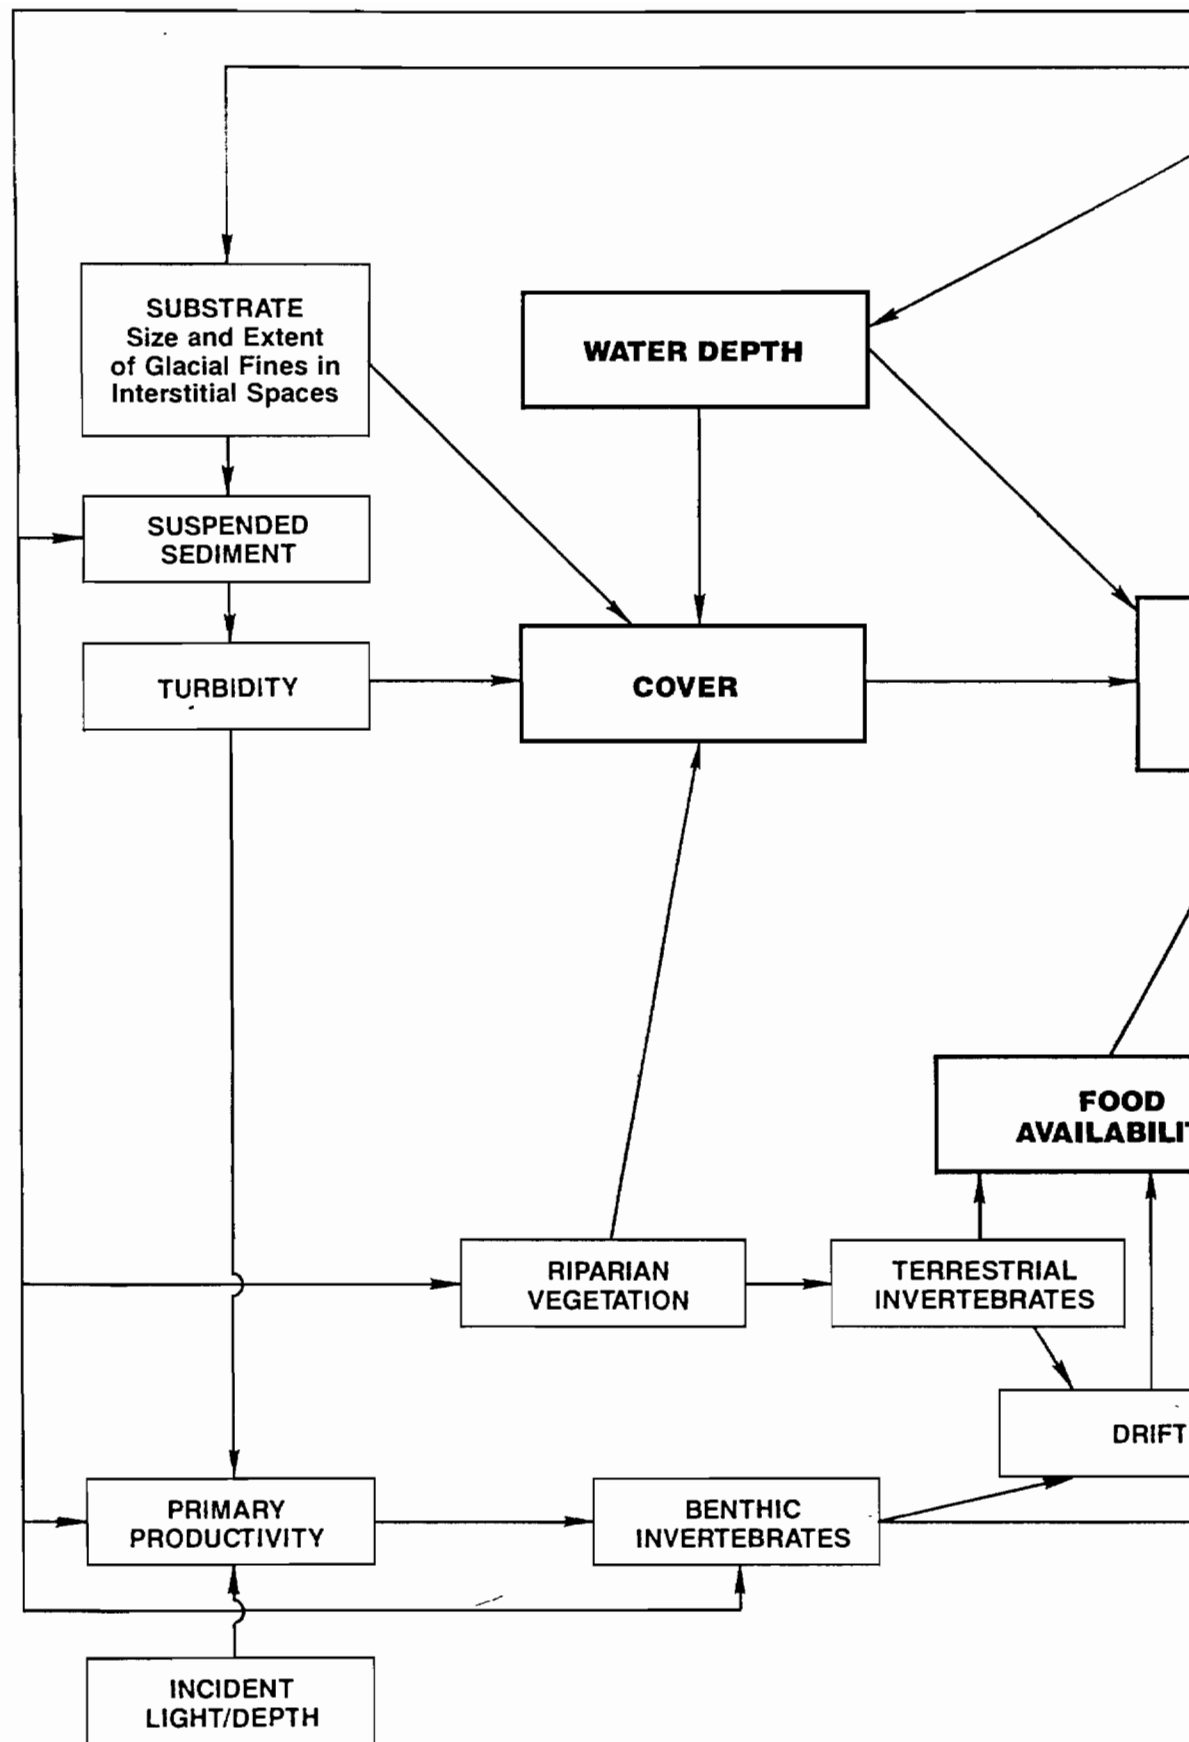 SUBSTRATE
Size and Extent
of Glacial Fines in
Interstitial Spaces
WATER DEPTH
SUSPENDED
SEDIMENT
TURBIDITY
COVER
FOOD
AVAILABILIT
RIPARIAN
VEGETATION
TERRESTRIAL
INVERTEBRATES
DRIFT
PRIMARY
PRODUCTIVITY
BENTHIC
INVERTEBRATES
INCIDENT
LIGHT/DEPTH